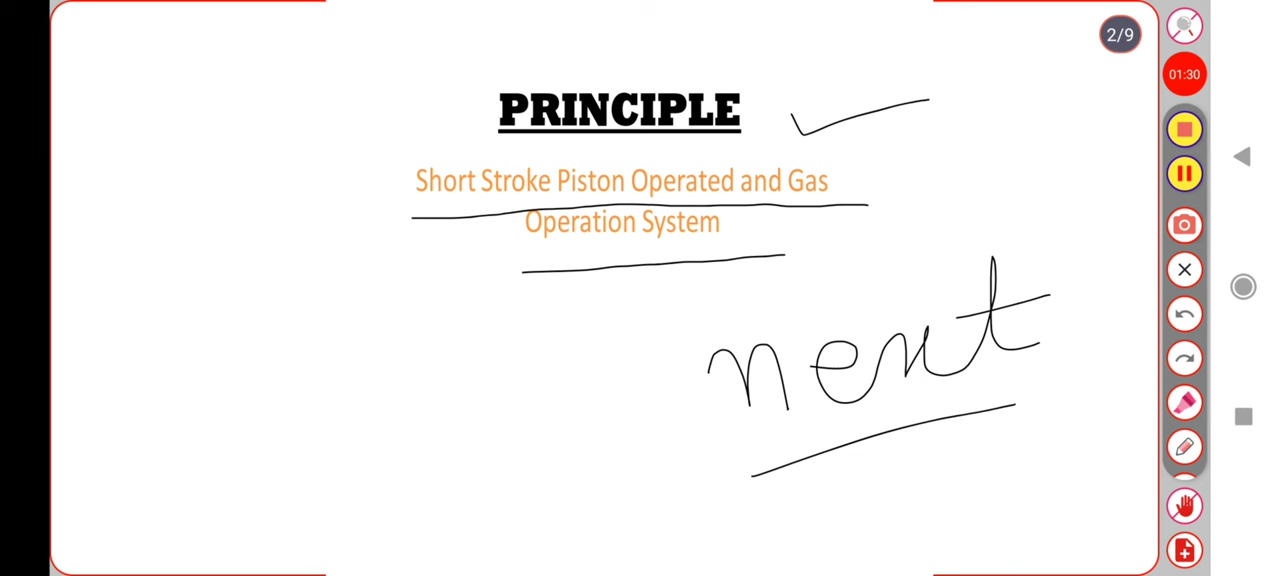 2/9
01:30
PRINCIPLE
Short Stroke Piston Operated and Gas
Operation System
next